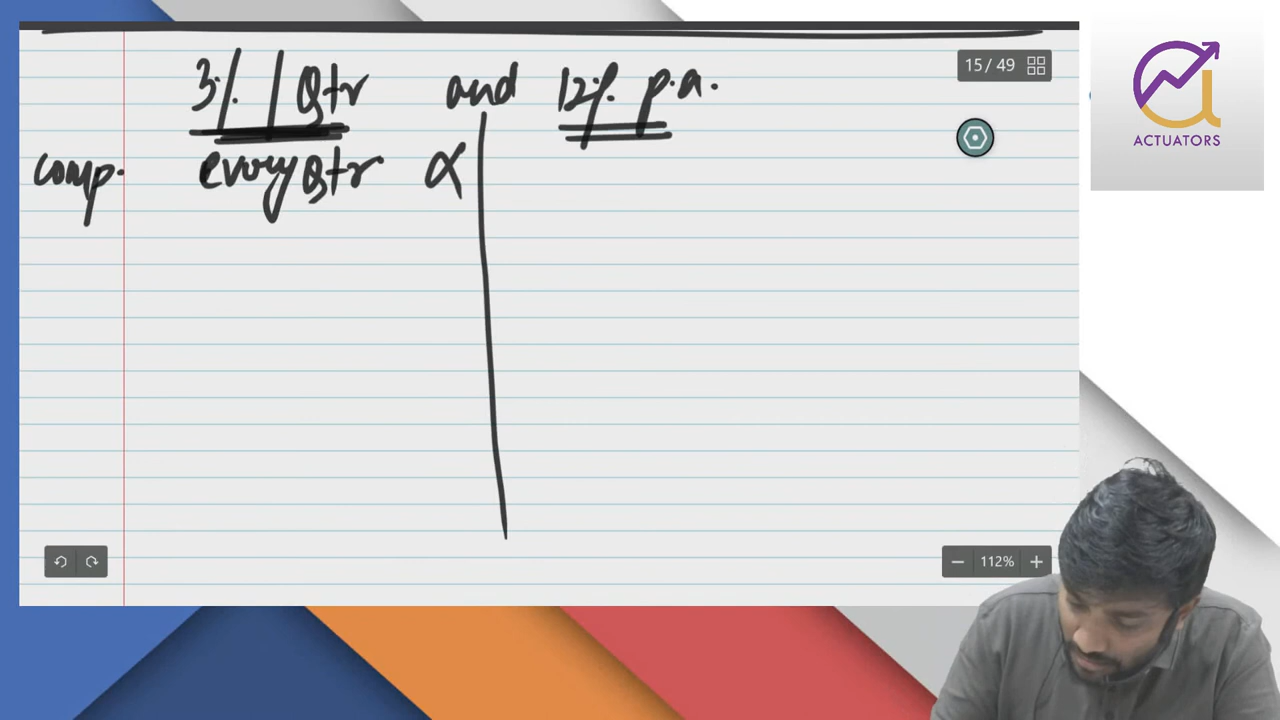 3% / Qtr and 12% p.a.
comp. every Qtr α
15 / 49
ACTUATORS
112%